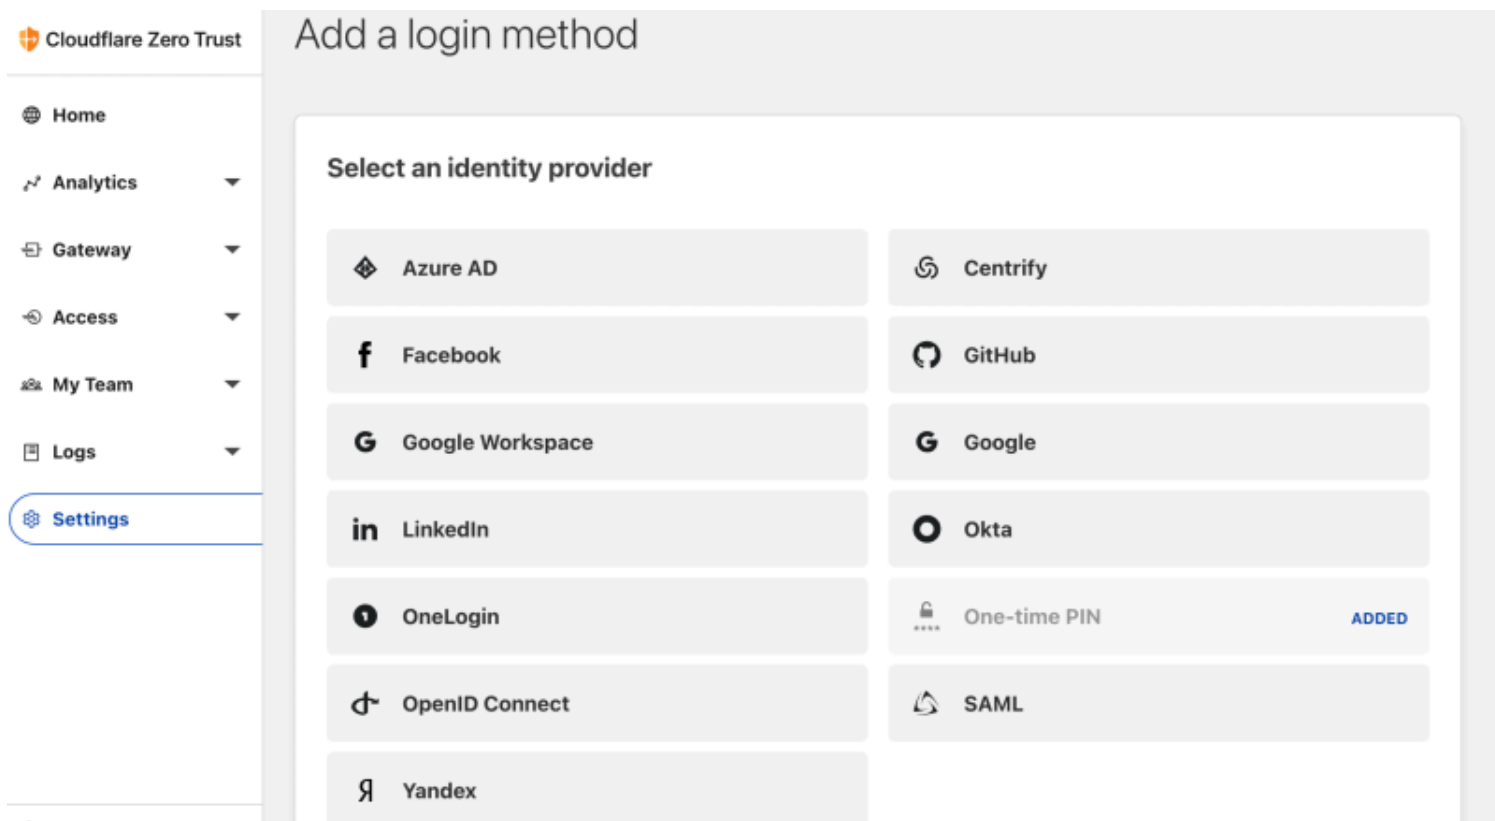 Cloudflare Zero Trust
Home
Analytics
Gateway
Access
My Team
Logs
Settings
Add a login method
Select an identity provider
Azure AD
Centrify
Facebook
GitHub
Google Workspace
Google
LinkedIn
Okta
OneLogin
One-time PIN ADDED
OpenID Connect
SAML
Yandex